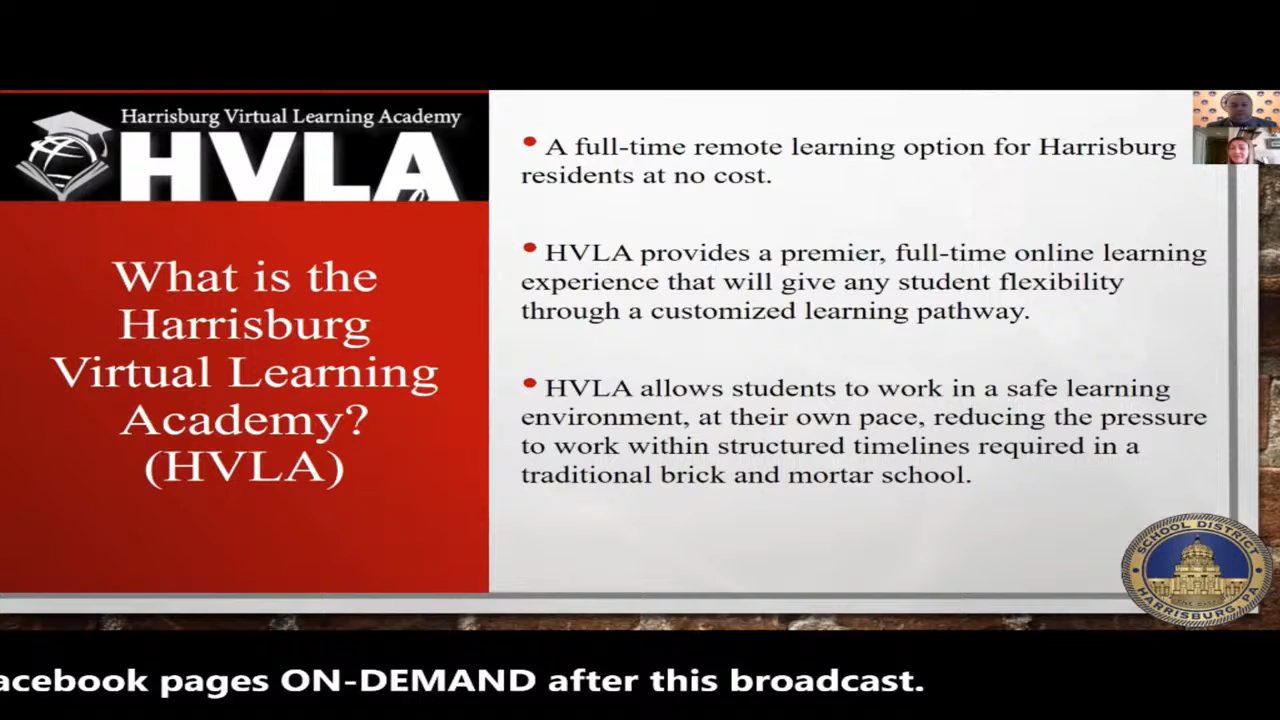 Harrisburg Virtual Learning Academy
HVLA
What is the
Harrisburg
Virtual Learning
Academy?
(HVLA)
• A full-time remote learning option for Harrisburg
residents at no cost.
• HVLA provides a premier, full-time online learning
experience that will give any student flexibility
through a customized learning pathway.
• HVLA allows students to work in a safe learning
environment, at their own pace, reducing the pressure
to work within structured timelines required in a
traditional brick and mortar school.
SCHOOL DISTRICT
HARRISBURG, PA
acebook pages ON-DEMAND after this broadcast.